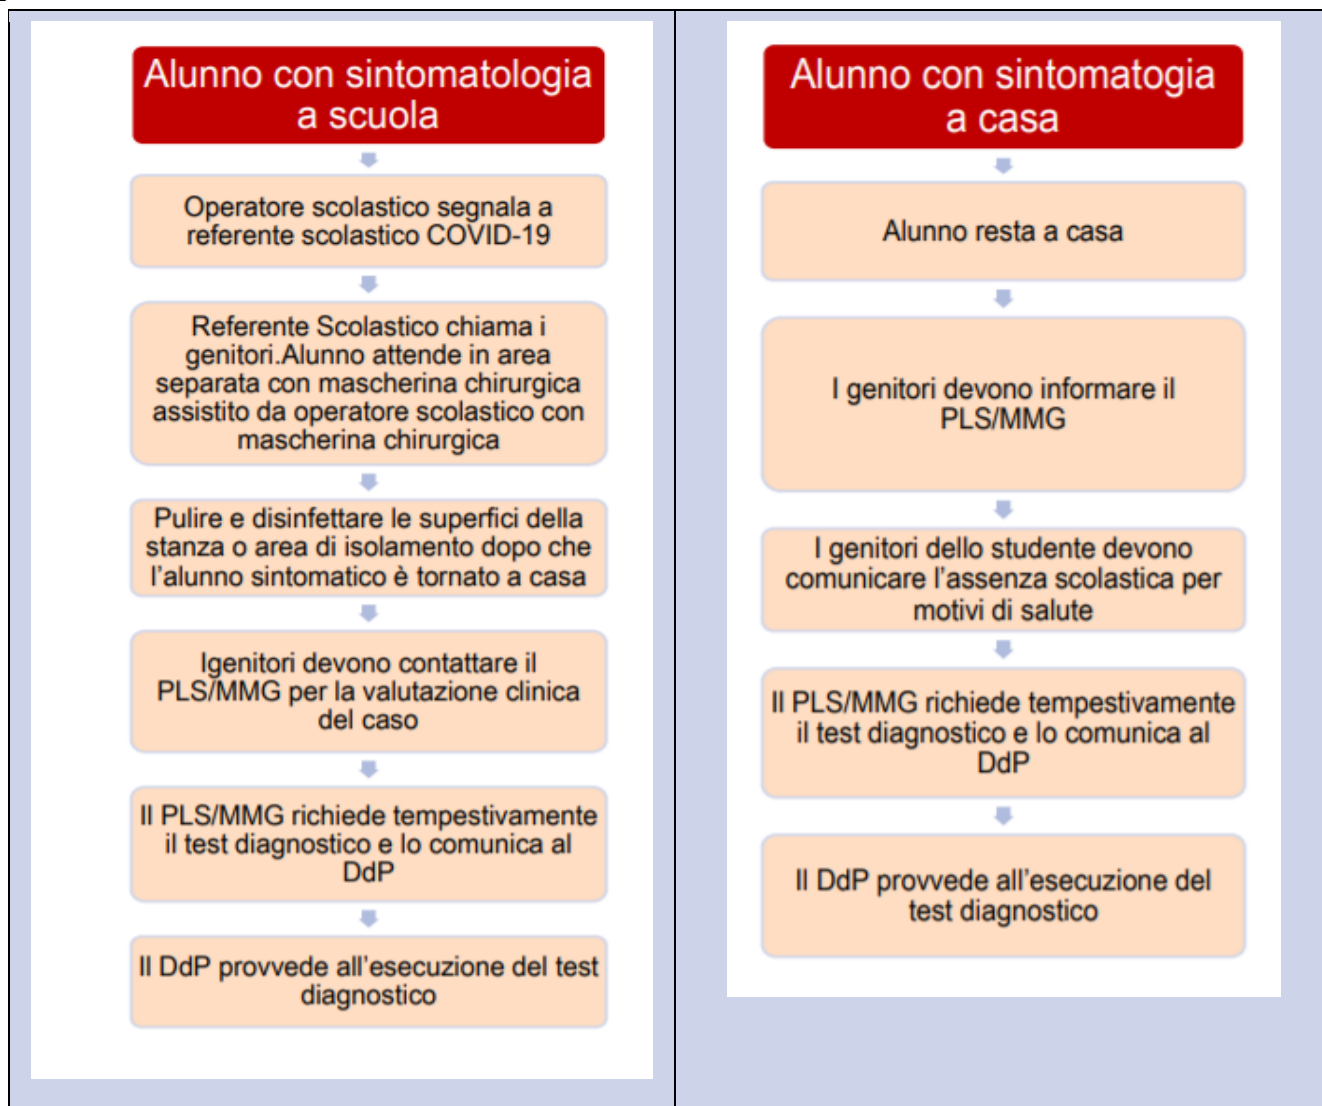 Alunno con sintomatologia
a scuola
Operatore scolastico segnala a
referente scolastico COVID-19
Referente Scolastico chiama i
genitori.Alunno attende in area
separata con mascherina chirurgica
assistito da operatore scolastico con
mascherina chirurgica
Pulire e disinfettare le superfici della
stanza o area di isolamento dopo che
l'alunno sintomatico è tornato a casa
Igenitori devono contattare il
PLS/MMG per la valutazione clinica
del caso
Il PLS/MMG richiede tempestivamente
il test diagnostico e lo comunica al
DdP
Il DdP provvede all'esecuzione del test
diagnostico
Alunno con sintomatogia
a casa
Alunno resta a casa
I genitori devono informare il
PLS/MMG
I genitori dello studente devono
comunicare l'assenza scolastica per
motivi di salute
Il PLS/MMG richiede tempestivamente
il test diagnostico e lo comunica al
DdP
Il DdP provvede all'esecuzione del
test diagnostico